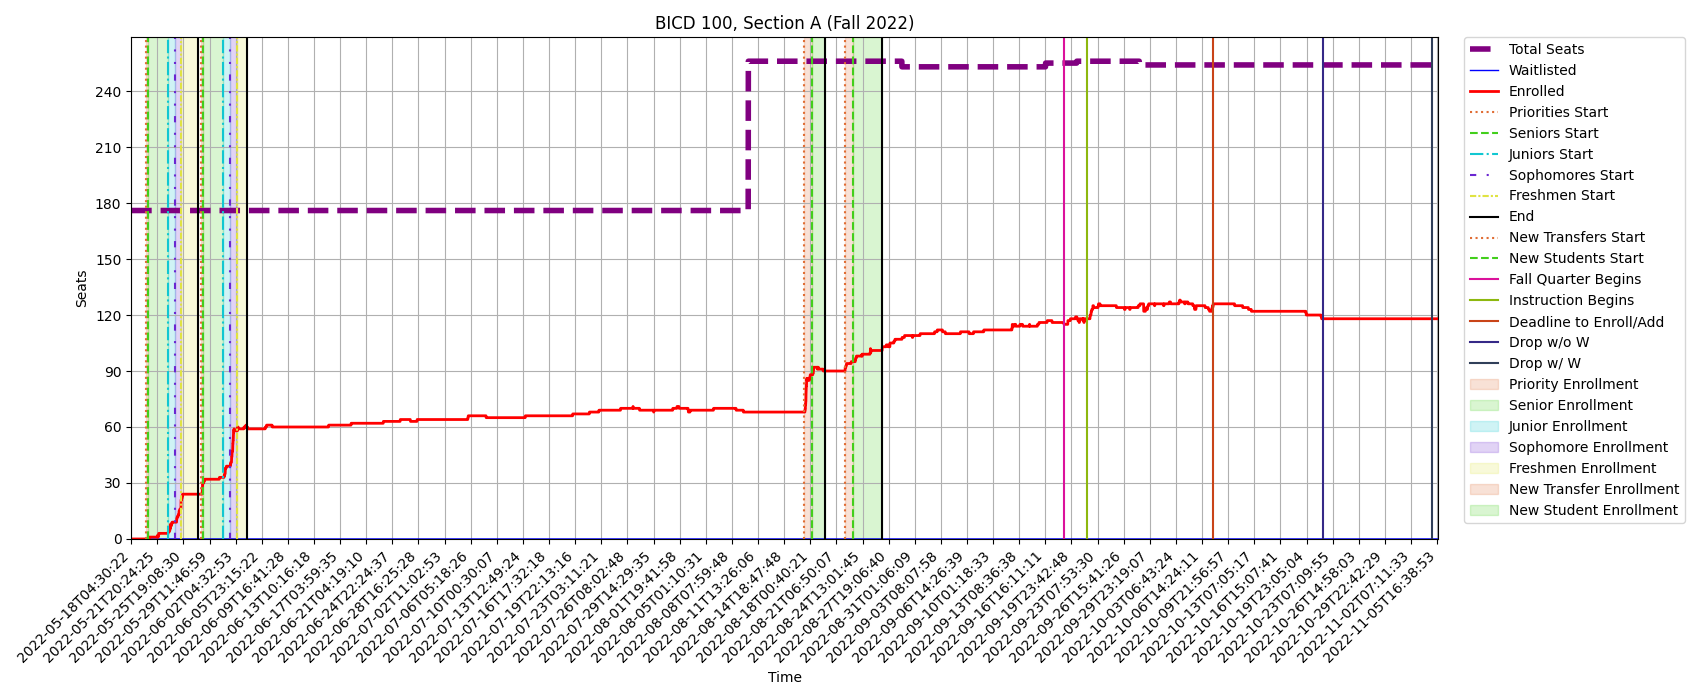 BICD 100, Section A (Fall 2022)
Seats
240
210
180
150
120
90
60
30
0
2022-05-18T04:30:22
2022-05-21T20:24:25
2022-05-25T19:08:30
2022-05-29T11:46:59
2022-06-02T04:32:53
2022-06-05T23:15:22
2022-06-09T16:41:28
2022-06-13T10:16:18
2022-06-17T03:59:35
2022-06-21T04:19:10
2022-06-24T22:24:37
2022-06-28T16:25:28
2022-07-02T11:02:53
2022-07-06T05:18:26
2022-07-10T00:30:07
2022-07-13T12:49:24
2022-07-16T17:32:18
2022-07-19T22:13:16
2022-07-23T03:11:21
2022-07-26T08:02:48
2022-07-29T14:29:35
2022-08-01T19:41:58
2022-08-05T01:10:31
2022-08-08T07:59:48
2022-08-11T13:26:06
2022-08-14T18:47:48
2022-08-18T00:40:21
2022-08-21T06:50:07
2022-08-24T13:01:45
2022-08-27T19:06:40
2022-08-31T01:06:09
2022-09-03T08:07:58
2022-09-06T14:26:39
2022-09-10T01:18:33
2022-09-13T08:36:38
2022-09-16T16:11:11
2022-09-19T23:42:48
2022-09-23T07:53:30
2022-09-26T15:41:26
2022-09-29T23:19:07
2022-10-03T06:43:24
2022-10-06T14:24:11
2022-10-09T21:56:57
2022-10-13T07:05:17
2022-10-16T15:07:41
2022-10-19T23:05:04
2022-10-23T07:09:55
2022-10-26T14:58:03
2022-10-29T22:42:29
2022-11-02T07:11:33
2022-11-05T16:38:53
Time
Total Seats
Waitlisted
Enrolled
Priorities Start
Seniors Start
Juniors Start
Sophomores Start
Freshmen Start
End
New Transfers Start
New Students Start
Fall Quarter Begins
Instruction Begins
Deadline to Enroll/Add
Drop w/o W
Drop w/ W
Priority Enrollment
Senior Enrollment
Junior Enrollment
Sophomore Enrollment
Freshmen Enrollment
New Transfer Enrollment
New Student Enrollment